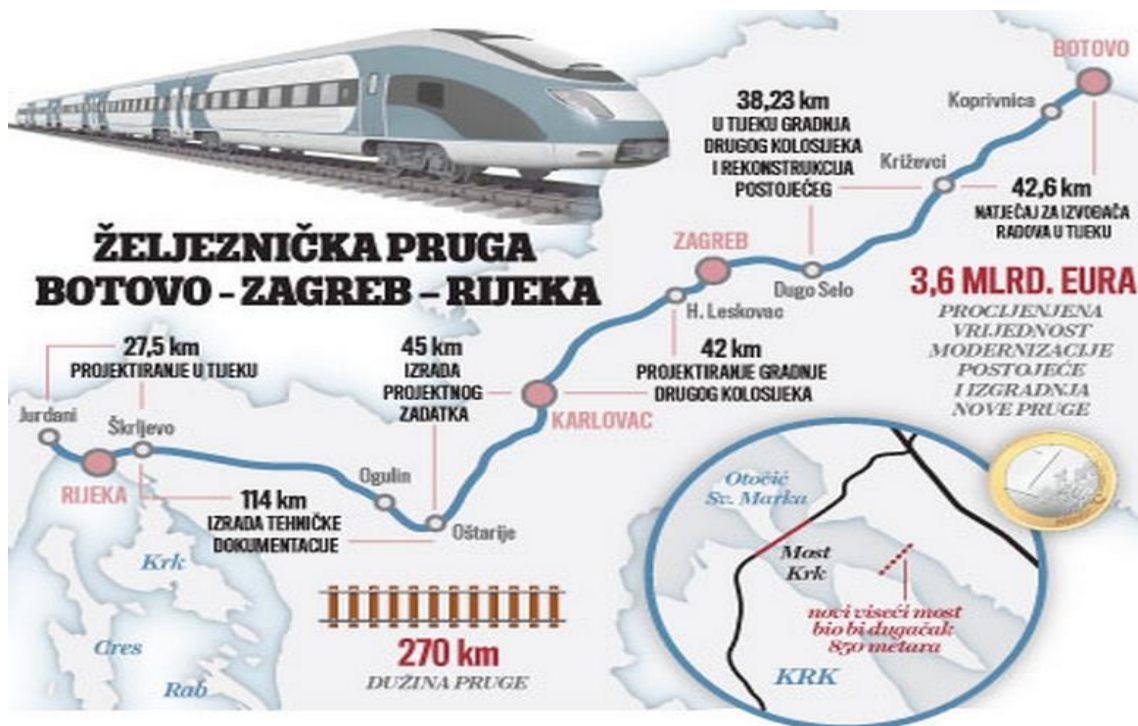 BOTOVO
Koprivnica
38,23 km
U TIJEKU GRADNJA
DRUGOG KOLOSIJEKA
I REKONSTRUKCIJA
POSTOJEĆEG
Križevci
42,6 km
NATJEČAJ ZA IZVOĐAČA
RADOVA U TIJEKU
ŽELJEZNIČKA PRUGA
BOTOVO - ZAGREB - RIJEKA
ZAGREB
Dugo Selo
H. Leskovac
3,6 MLRD. EURA
PROCIJENJENA
VRIJEDNOST
MODERNIZACIJE
POSTOJEĆE
I IZGRADNJA
NOVE PRUGE
27,5 km
PROJEKTIRANJE U TIJEKU
45 km
IZRADA
PROJEKTNOG
ZADATKA
42 km
PROJEKTIRANJE GRADNJE
DRUGOG KOLOSIJEKA
KARLOVAC
Jurdani
Škrljevo
RIJEKA
Ogulin
Oštarije
114 km
IZRADA TEHNIČKE
DOKUMENTACIJE
Krk
Cres
Rab
270 km
DUŽINA PRUGE
Otočić
Sv. Marka
Most
Krk
novi viseći most
bio bi dugačak
850 metara
KRK